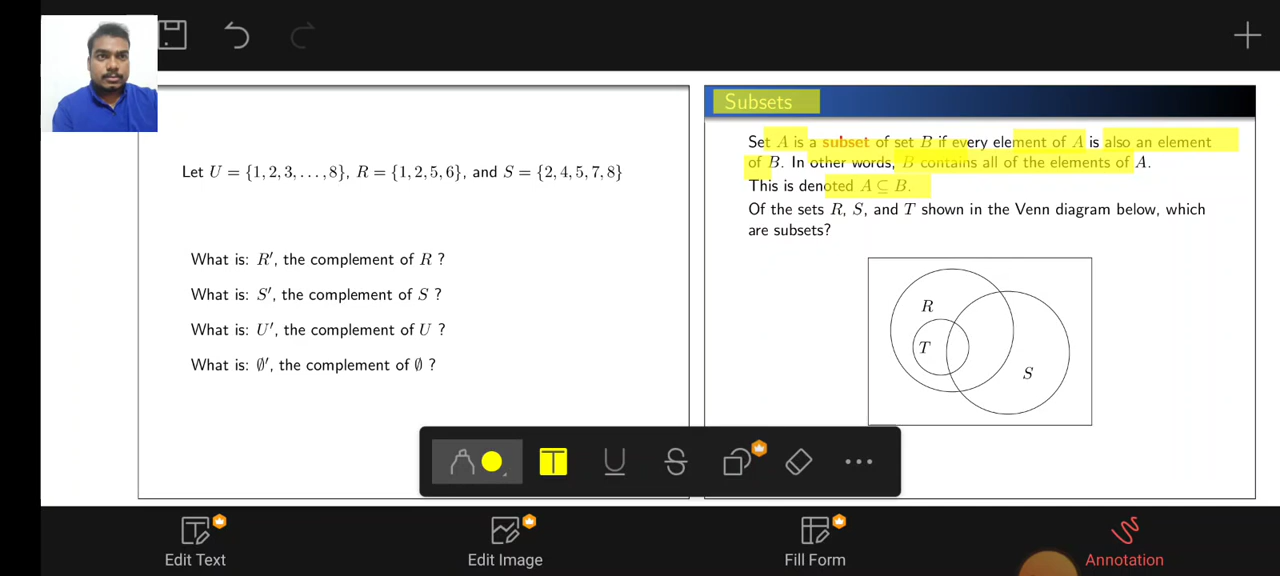 Let U = {1, 2, 3, . . . , 8}, R = {1, 2, 5, 6}, and S = {2, 4, 5, 7, 8}
What is: R′, the complement of R ?
What is: S′, the complement of S ?
What is: U′, the complement of U ?
What is: ∅′, the complement of ∅ ?
Subsets
Set A is a subset of set B if every element of A is also an element
of B. In other words, B contains all of the elements of A.
This is denoted A ⊆ B.
Of the sets R, S, and T shown in the Venn diagram below, which
are subsets?
R
T
S
T U S
Edit Text
Edit Image
Fill Form
Annotation